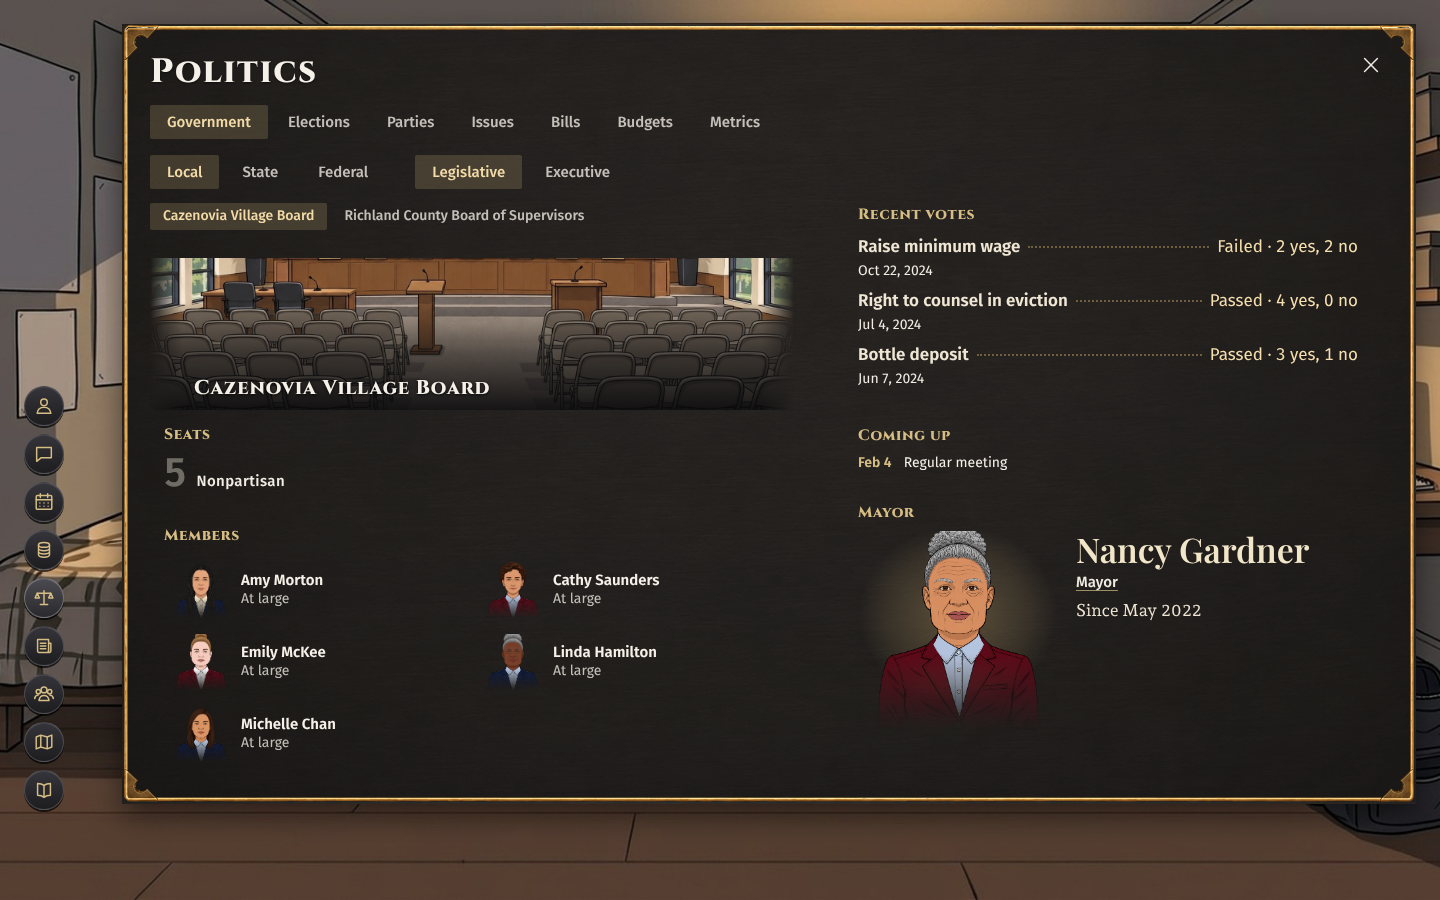 Politics
Government Elections Parties Issues Bills Budgets Metrics
Local State Federal Legislative Executive
Cazenovia Village Board Richland County Board of Supervisors
Cazenovia Village Board
Seats
5 Nonpartisan
Members
Amy Morton
At large
Cathy Saunders
At large
Emily McKee
At large
Linda Hamilton
At large
Michelle Chan
At large
Recent votes
Raise minimum wage Failed · 2 yes, 2 no
Oct 22, 2024
Right to counsel in eviction Passed · 4 yes, 0 no
Jul 4, 2024
Bottle deposit Passed · 3 yes, 1 no
Jun 7, 2024
Coming up
Feb 4 Regular meeting
Mayor
Nancy Gardner
Mayor
Since May 2022